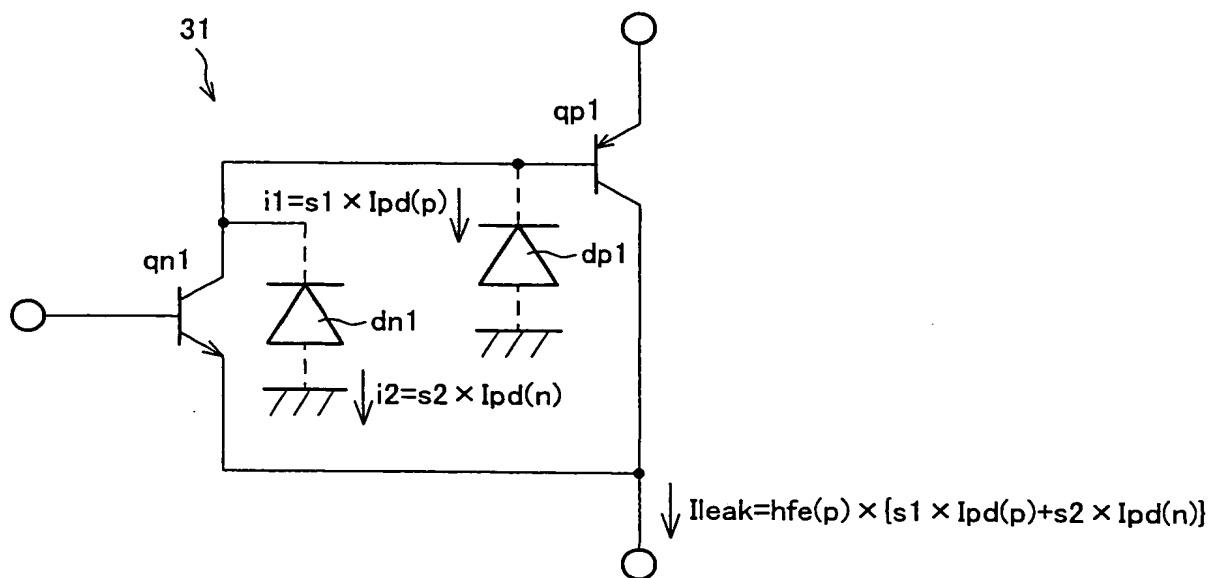 31
qp1
i1=s1×Ipd(p)
dp1
qn1
dn1
i2=s2×Ipd(n)
Ileak=hfe(p)×{s1×Ipd(p)+s2×Ipd(n)}